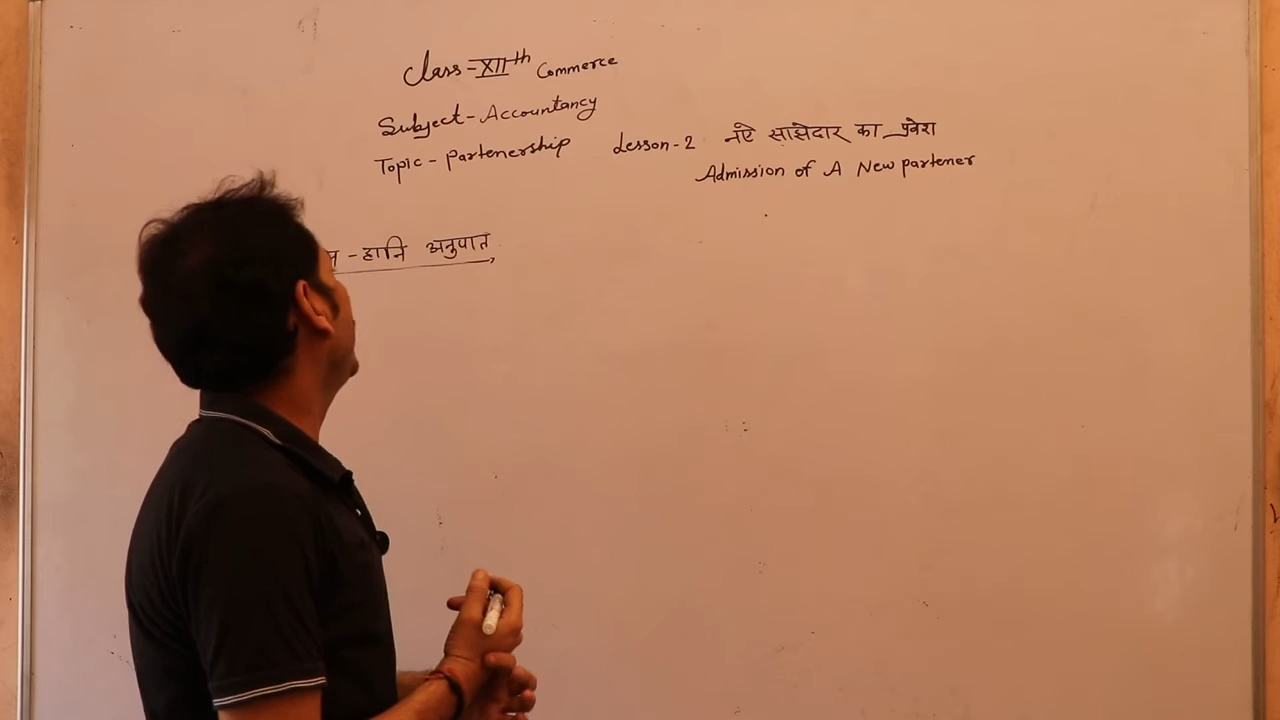 Class-XIIth Commerce
Subject-Accountancy
Topic-Partenership Lesson-2 नऐ साझेदार का प्रवेश
Admission of A New partener
-हानि अनुपात